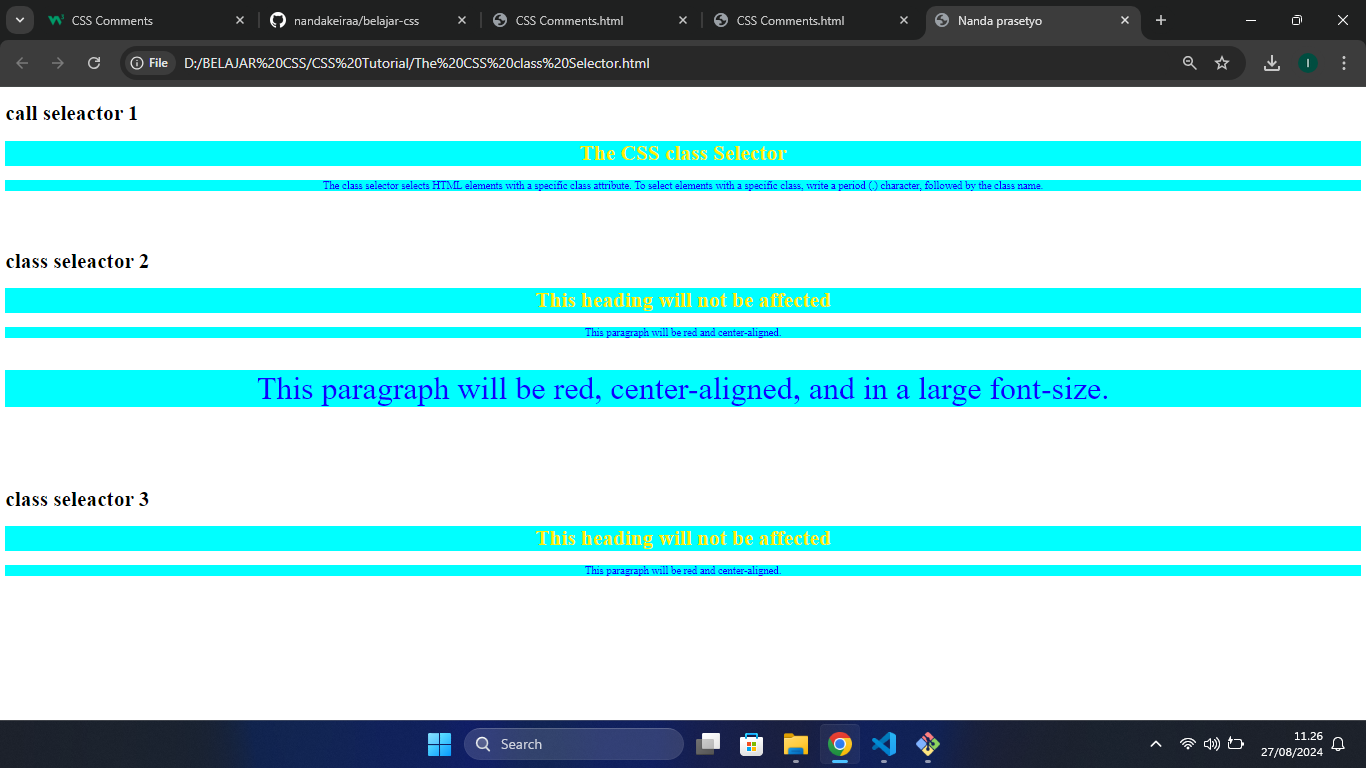 CSS Comments
nandakeiraa/belajar-css
CSS Comments.html
CSS Comments.html
Nanda prasetyo
File
D:/BELAJAR%20CSS/CSS%20Tutorial/The%20CSS%20class%20Selector.html
I
call seleactor 1
The CSS class Selector
The class selector selects HTML elements with a specific class attribute. To select elements with a specific class, write a period (.) character, followed by the class name.
class seleactor 2
This heading will not be affected
This paragraph will be red and center-aligned.
This paragraph will be red, center-aligned, and in a large font-size.
class seleactor 3
This heading will not be affected
This paragraph will be red and center-aligned.
Search
11.26
27/08/2024